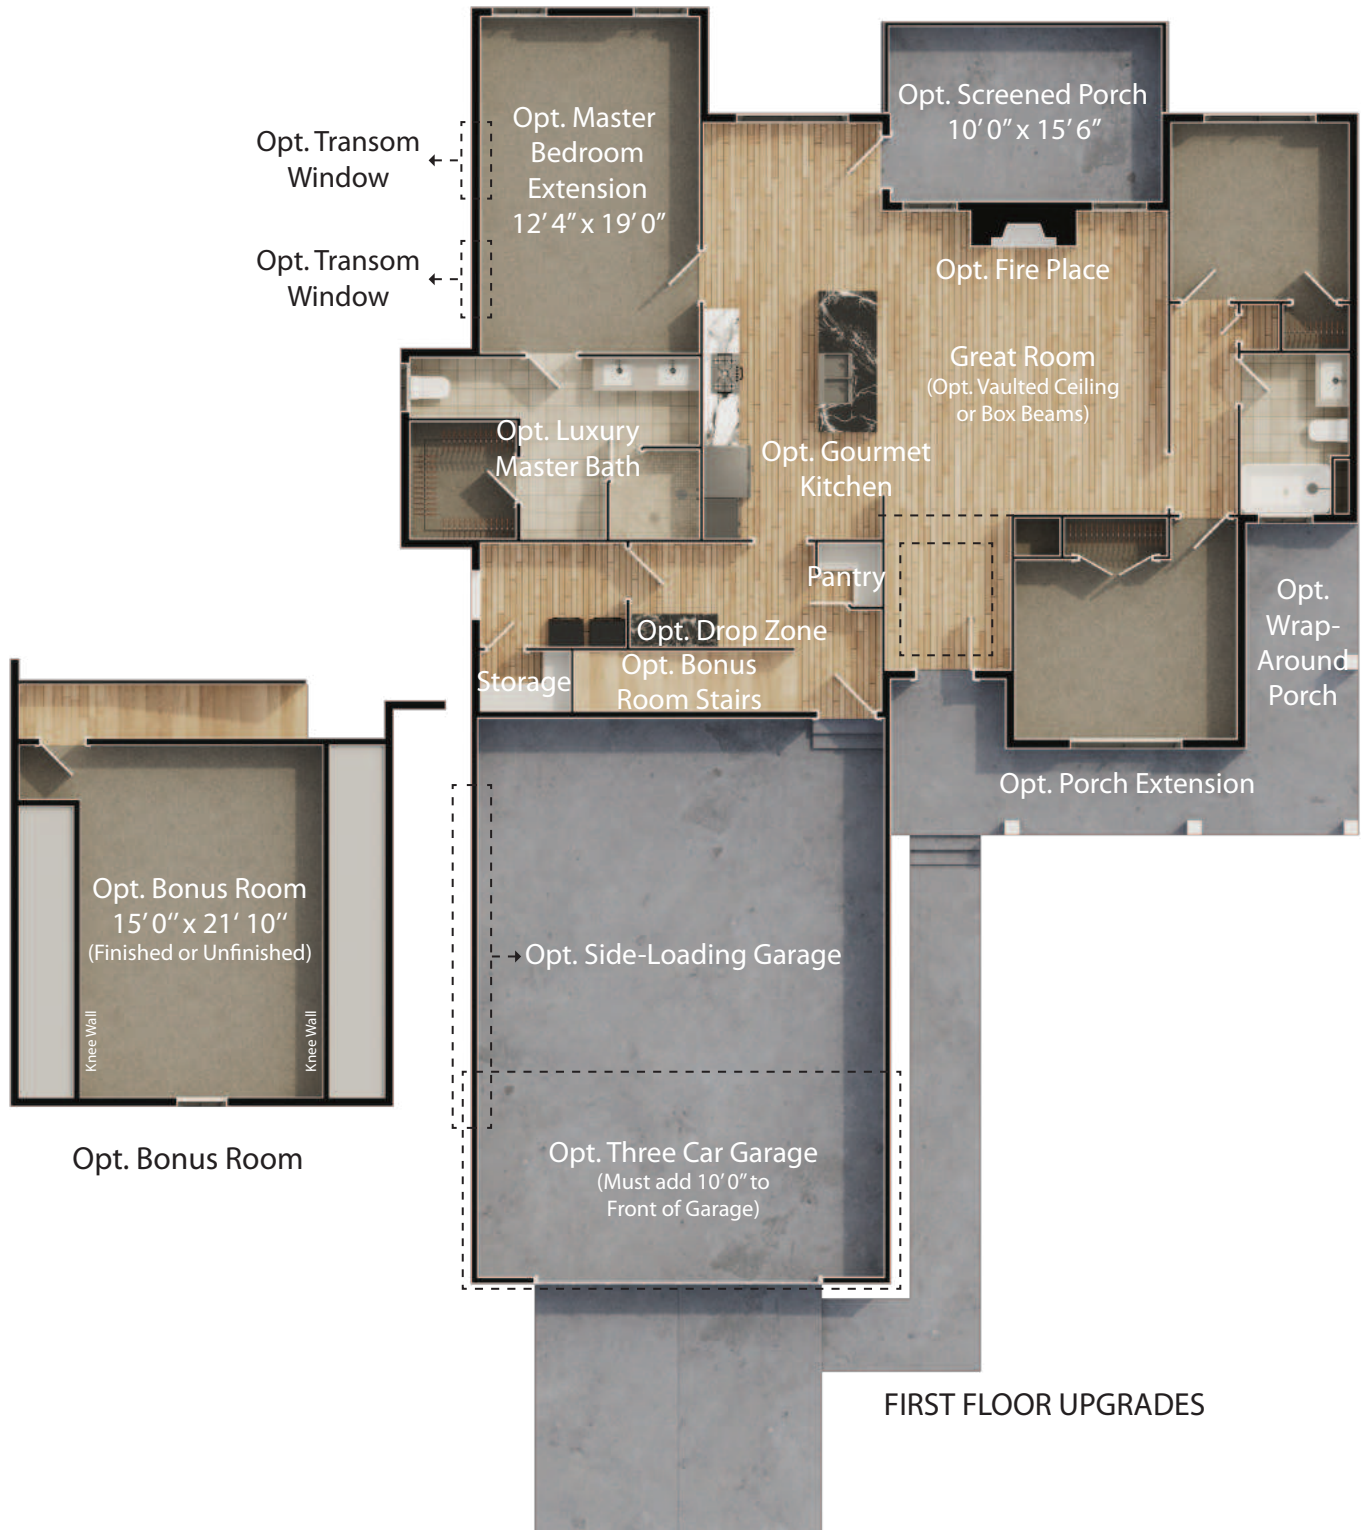 Opt. Transom
Window
Opt. Transom
Window
Opt. Master
Bedroom
Extension
12’ 4” x 19’ 0”
Opt. Screened Porch
10’ 0” x 15’ 6”
Opt. Fire Place
Great Room
(Opt. Vaulted Ceiling
or Box Beams)
Opt. Luxury
Master Bath
Opt. Gourmet
Kitchen
Pantry
Opt. Drop Zone
Opt. Bonus
Room Stairs
Storage
Opt.
Wrap-
Around
Porch
Opt. Porch Extension
Opt. Bonus Room
15’ 0’’ x 21’ 10’’
(Finished or Unfinished)
Knee Wall
Knee Wall
Opt. Bonus Room
Opt. Side-Loading Garage
Opt. Three Car Garage
(Must add 10’ 0” to
Front of Garage)
FIRST FLOOR UPGRADES